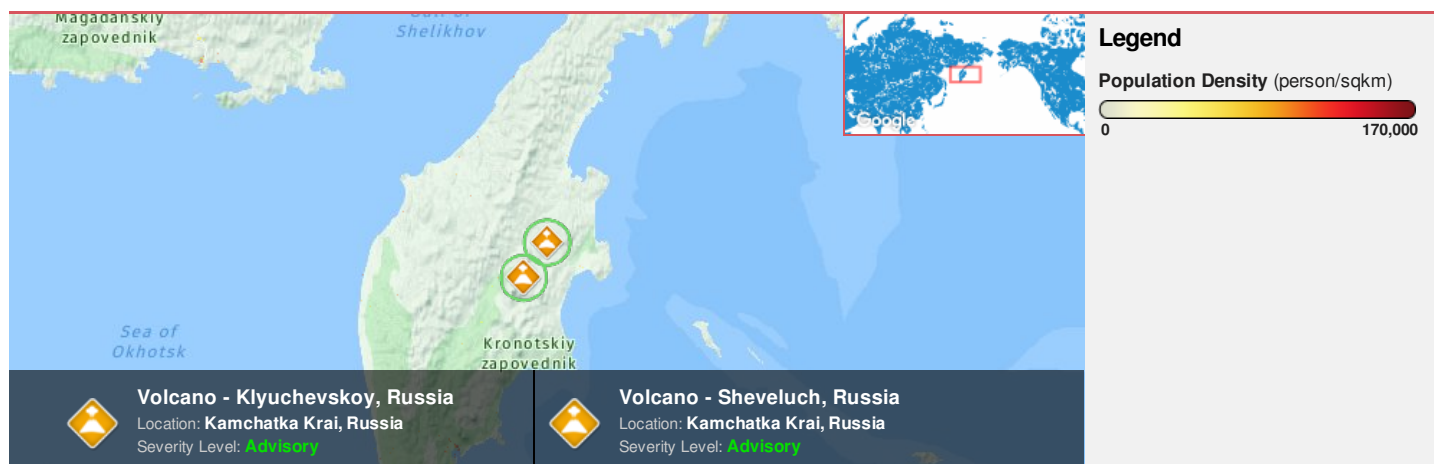 Magadanskiy
zapovednik
Gulf of
Shelikhov
Google
Sea of
Okhotsk
Kronotskiy
zapovednik
Volcano - Klyuchevskoy, Russia
Location: Kamchatka Krai, Russia
Severity Level: Advisory
Volcano - Sheveluch, Russia
Location: Kamchatka Krai, Russia
Severity Level: Advisory
Legend
Population Density (person/sqkm)
0 170,000